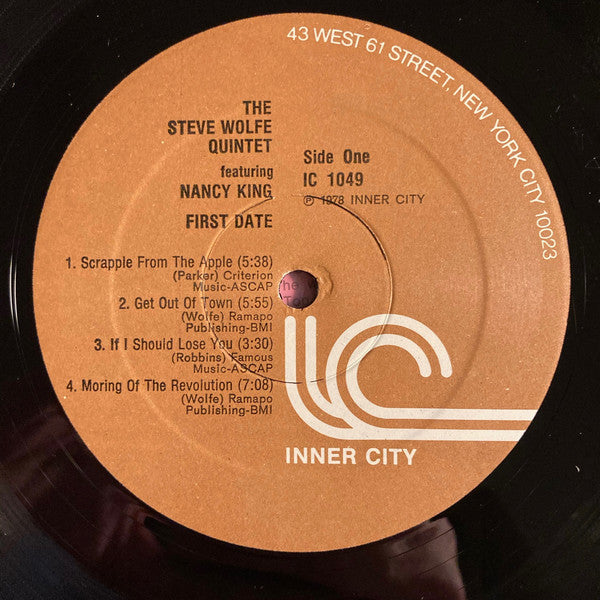 43 WEST 61 STREET, NEW YORK CITY 10023
THE
STEVE WOLFE
QUINTET
featuring
NANCY KING
FIRST DATE
Side One
IC 1049
℗ 1978 INNER CITY
1. Scrapple From The Apple (5:38)
(Parker) Criterion
Music-ASCAP
2. Get Out Of Town (5:55)
(Wolfe) Ramapo
Publishing-BMI
3. If I Should Lose You (3:30)
(Robbins) Famous
Music-ASCAP
4. Moring Of The Revolution (7:08)
(Wolfe) Ramapo
Publishing-BMI
INNER CITY